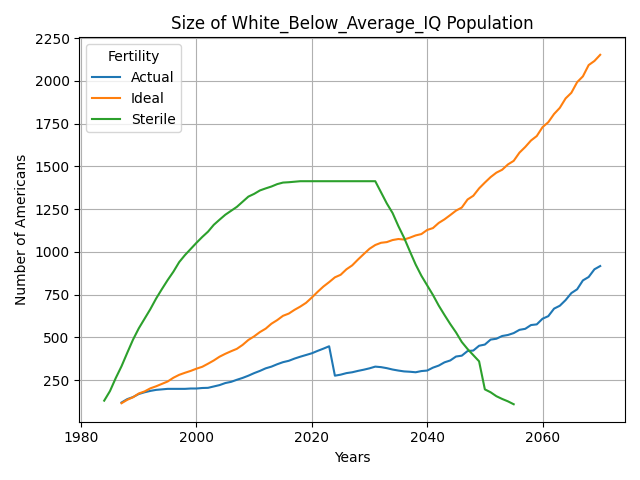 Size of White_Below_Average_IQ Population
Fertility
Actual
Ideal
Sterile
Number of Americans
2250
2000
1750
1500
1250
1000
750
500
250
1980
2000
2020
2040
2060
Years